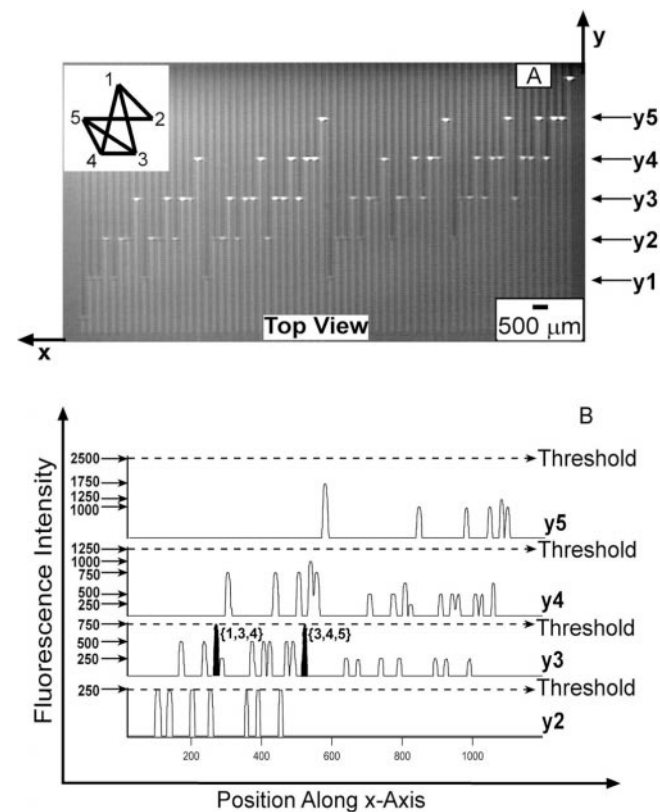 y
A
1
5
2
4
3
y5
y4
y3
y2
y1
Top View
500 μm
x
B
Fluorescence Intensity
2500
Threshold
1750
1250
1000
y5
1250
Threshold
1000
750
500
250
y4
750
Threshold
{1,3,4}
{3,4,5}
500
250
y3
250
Threshold
y2
200
400
600
800
1000
Position Along x-Axis